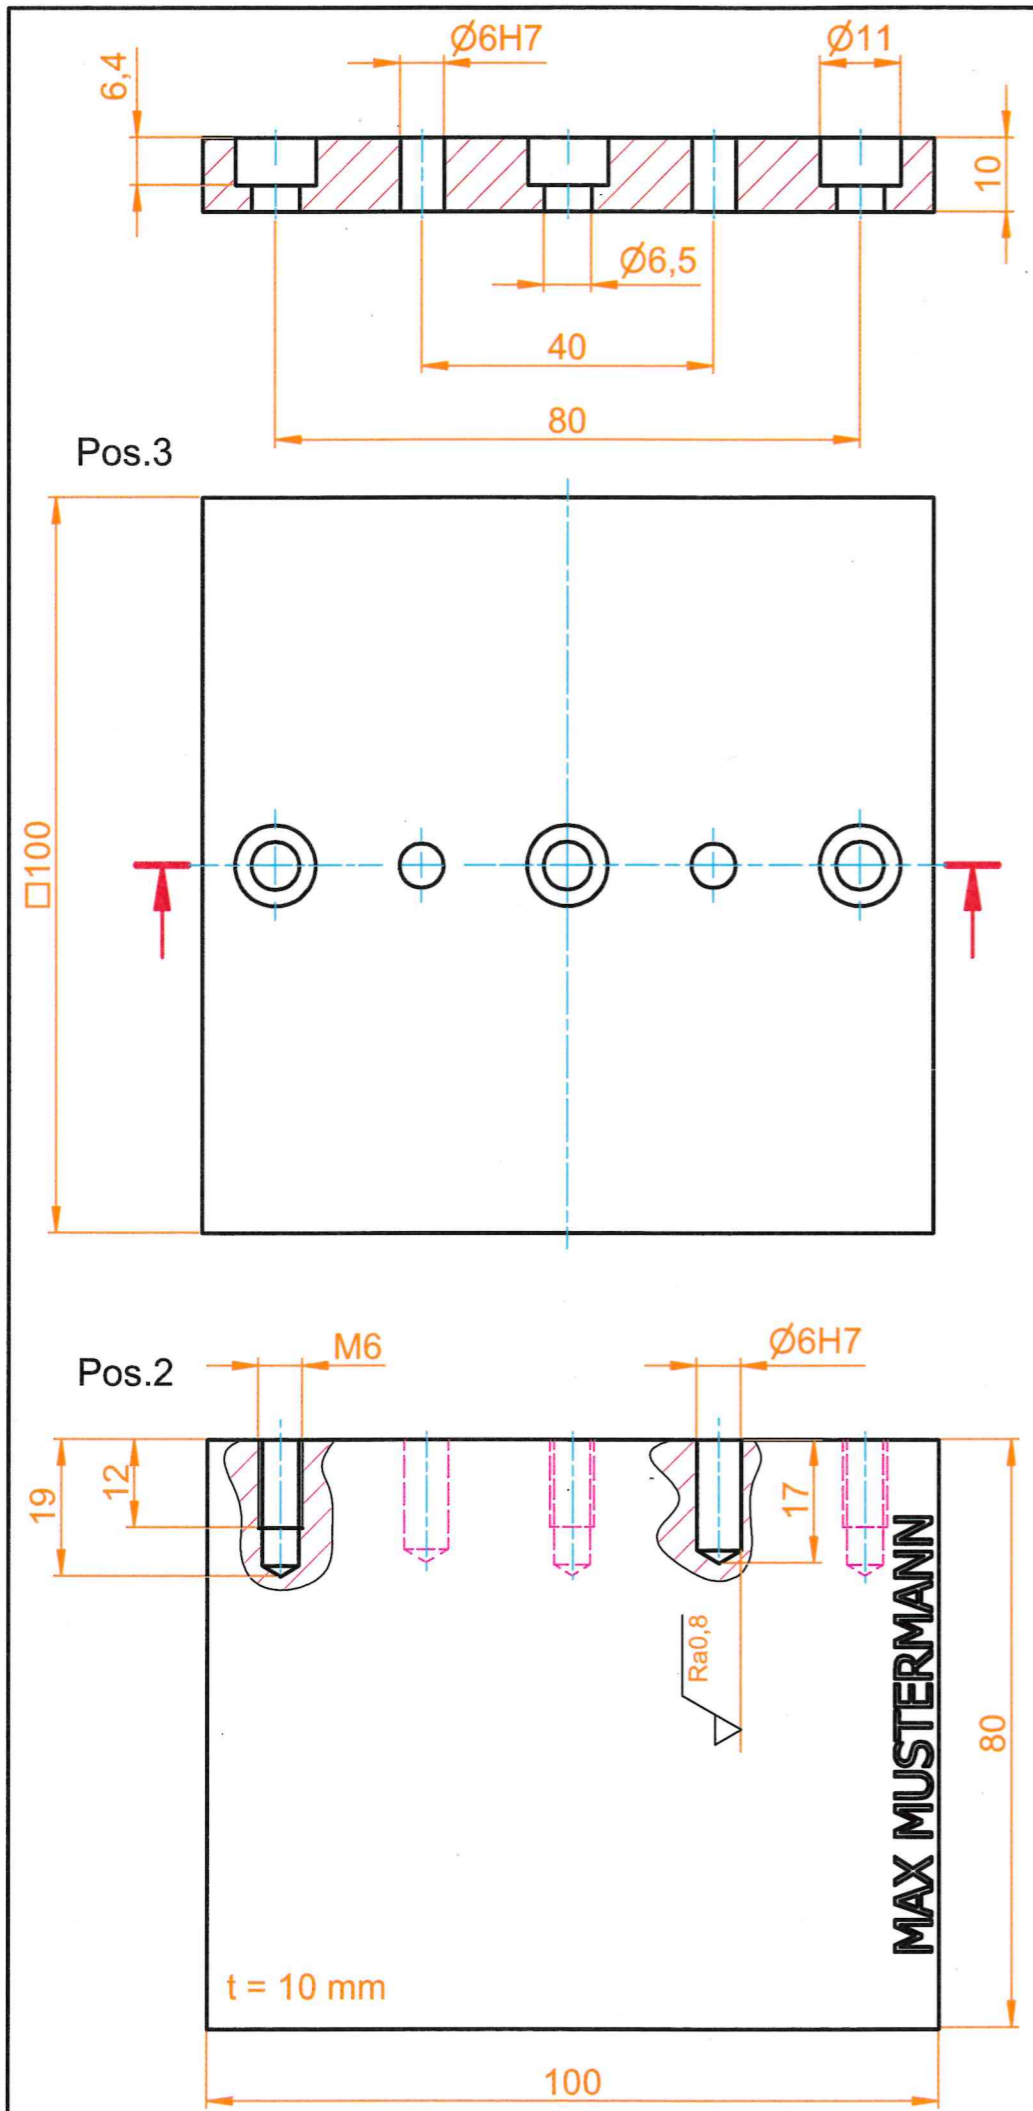 Ø6H7
Ø11
6,4
10
Ø6,5
40
80
Pos.3
□100
Pos.2
M6
Ø6H7
19
12
17
Ra0,8
80
MAX MUSTERMANN
t = 10 mm
100